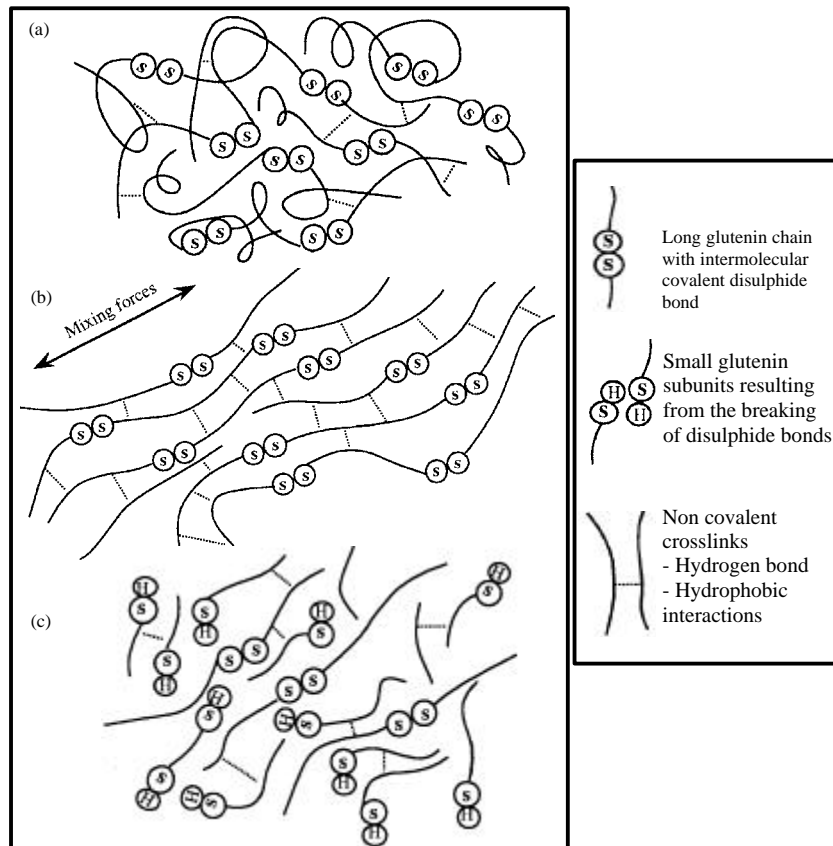 (a)
S S
S S
S S
S S
S S
S S
S S
S S
S S
(b)
Mixing forces
S S
S S
S S
S S
S S
S S
S S
S S
S S
S S
(c)
H
S
S
H
S
H
H
S
H
S
S S
S S
H
S
H S
S S
S
H
H S
S
H
S
H
S
H
S
S
Long glutenin chain
with intermolecular
covalent disulphide
bond
H S
S H
Small glutenin
subunits resulting
from the breaking
of disulphide bonds
Non covalent
crosslinks
- Hydrogen bond
- Hydrophobic
interactions